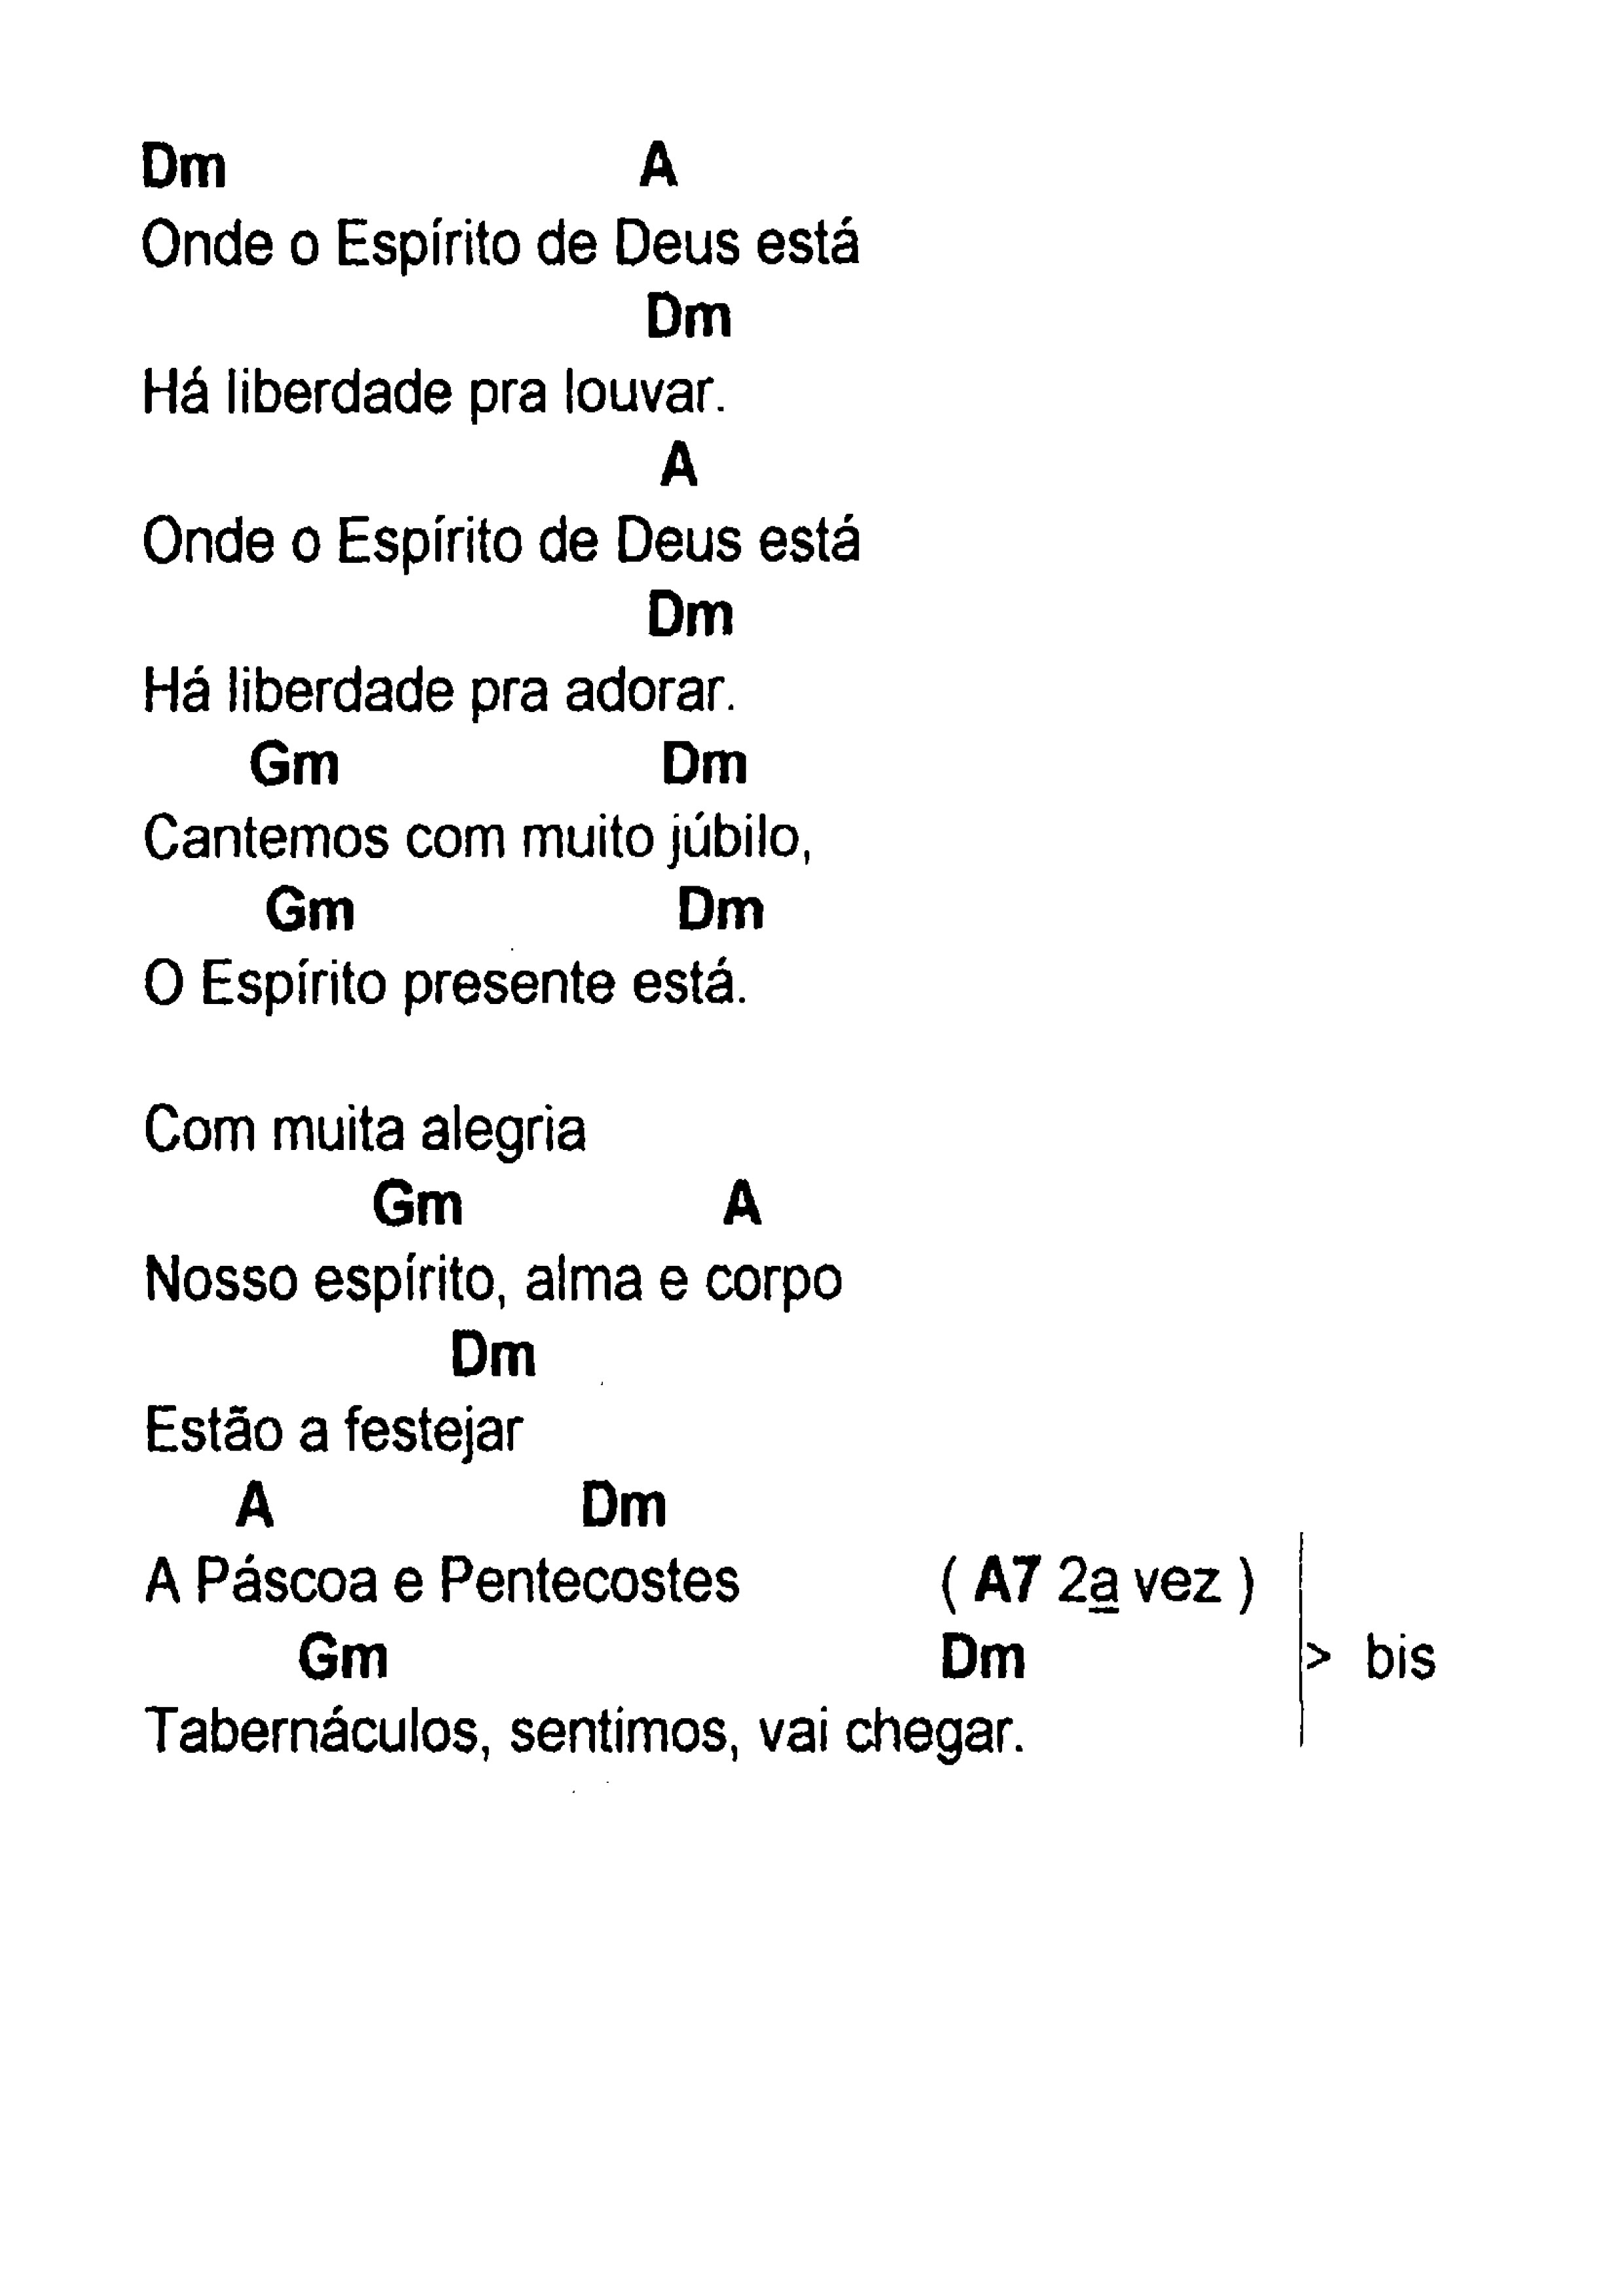 Dm A
Onde o Espírito de Deus está
Dm
Há liberdade pra louvar.
A
Onde o Espírito de Deus está
Dm
Há liberdade pra adorar.
Gm Dm
Cantemos com muito júbilo,
Gm Dm
O Espírito presente está.
Com muita alegria
Gm A
Nosso espírito, alma e corpo
Dm
Estão a festejar
A Dm
A Páscoa e Pentecostes ( A7 2a vez )
Gm Dm > bis
Tabernáculos, sentimos, vai chegar.